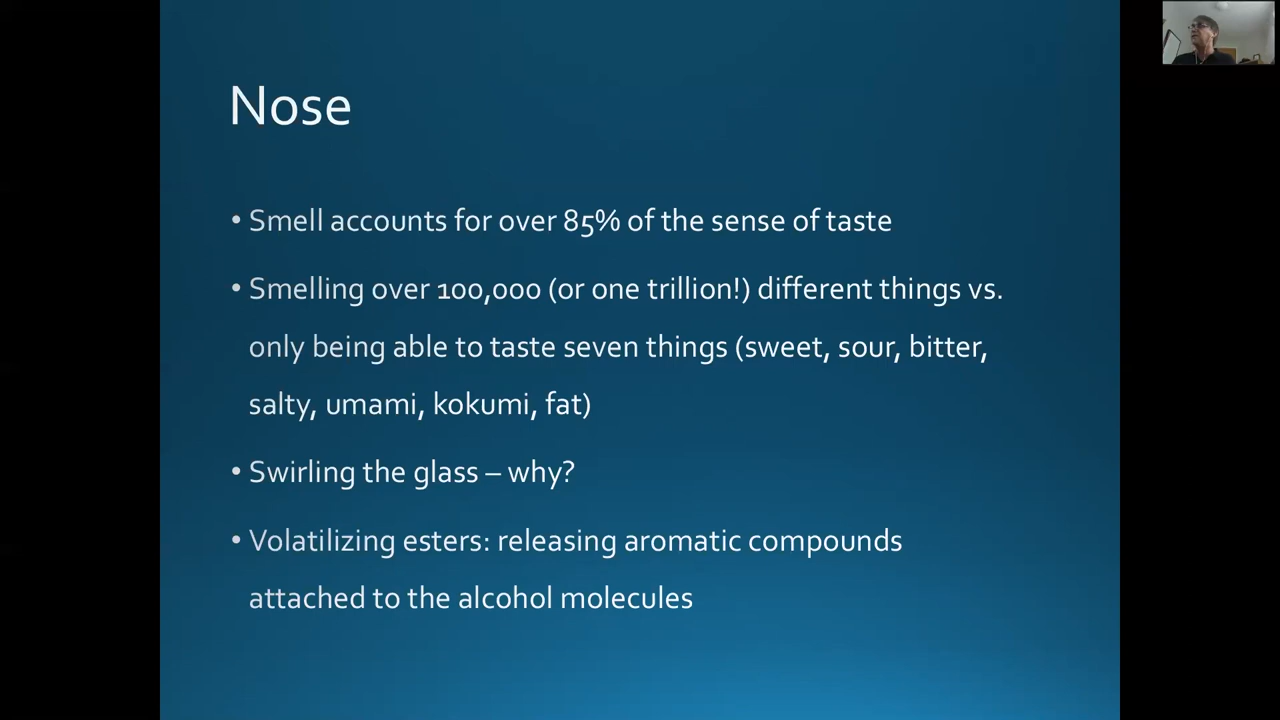 Nose
• Smell accounts for over 85% of the sense of taste
• Smelling over 100,000 (or one trillion!) different things vs.
only being able to taste seven things (sweet, sour, bitter,
salty, umami, kokumi, fat)
• Swirling the glass – why?
• Volatilizing esters: releasing aromatic compounds
attached to the alcohol molecules